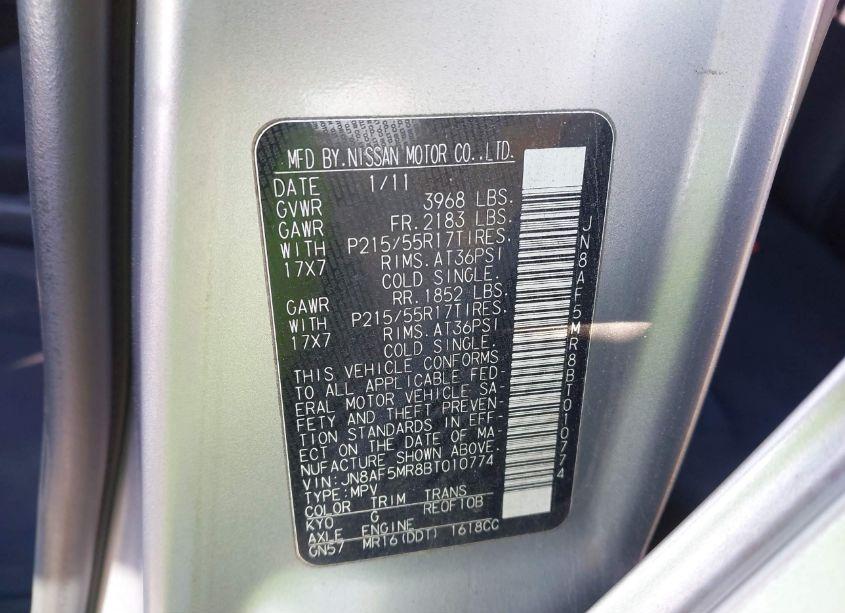 MFD BY.NISSAN MOTOR CO.,LTD.
DATE 1/11
GVWR 3968 LBS.
GAWR FR.2183 LBS.
WITH P215/55R17TIRES.
17X7 RIMS.AT36PSI
COLD SINGLE.
GAWR RR.1852 LBS.
WITH P215/55R17TIRES.
17X7 RIMS.AT36PSI
COLD SINGLE.
THIS VEHICLE CONFORMS
TO ALL APPLICABLE FED-
ERAL MOTOR VEHICLE SA-
FETY AND THEFT PREVEN-
TION STANDARDS IN EFF-
ECT ON THE DATE OF MA-
NUFACTURE SHOWN ABOVE.
VIN:JN8AF5MR8BT010774
TYPE:MPV
COLOR TRIM TRANS
KY0 G RE0F10B
AXLE ENGINE
GN57 MR16(DDT) 1618CC
JN8AF5MR8BT010774